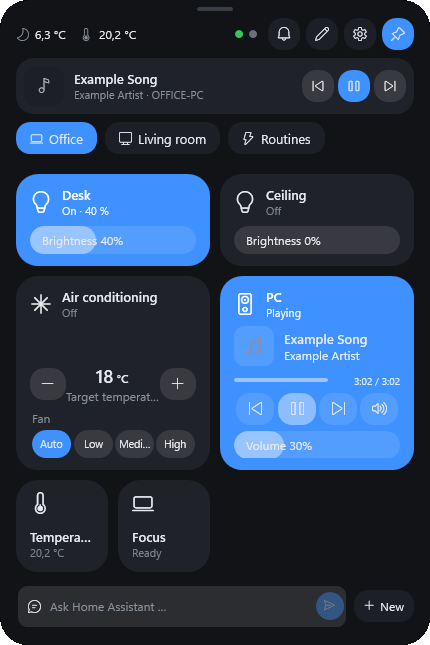 6,3 °C 20,2 °C
Example Song
Example Artist · OFFICE-PC
Office Living room Routines
Desk
On · 40 %
Brightness 40%
Ceiling
Off
Brightness 0%
Air conditioning
Off
18 °C
Target temperat...
Fan
Auto Low Medi... High
PC
Playing
Example Song
Example Artist
3:02 / 3:02
Volume 30%
Tempera...
20,2 °C
Focus
Ready
Ask Home Assistant ...
+ New